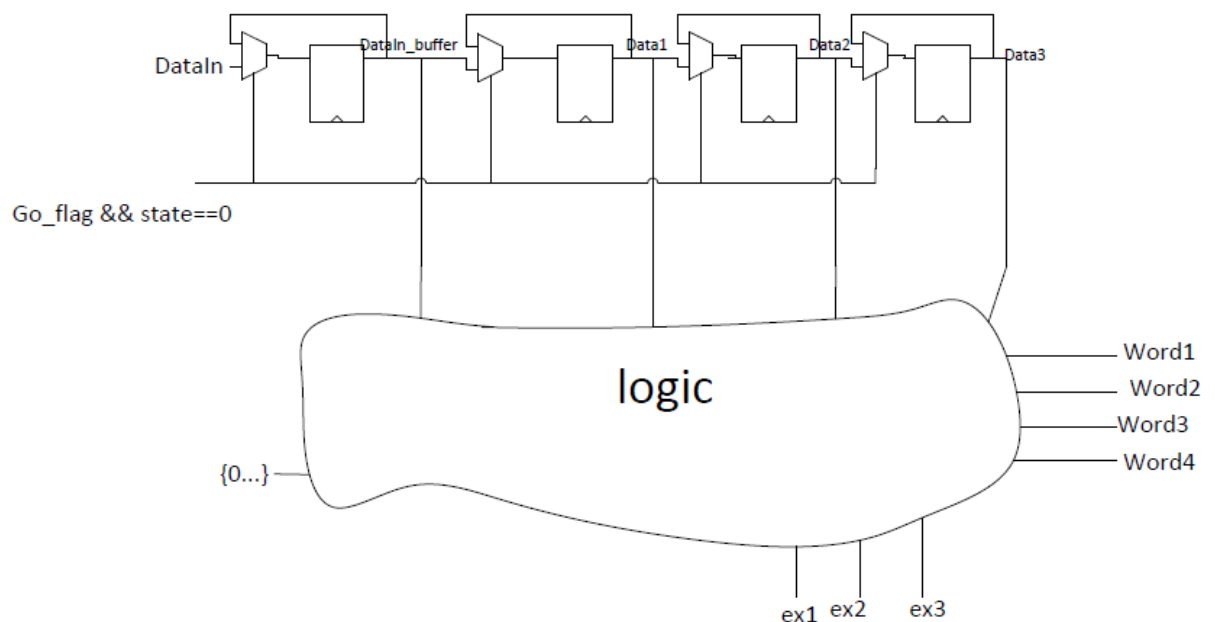 DataIn_buffer
Data1
Data2
Data3
DataIn
Go_flag && state==0
logic
Word1
Word2
Word3
Word4
{0...}
ex1
ex2
ex3